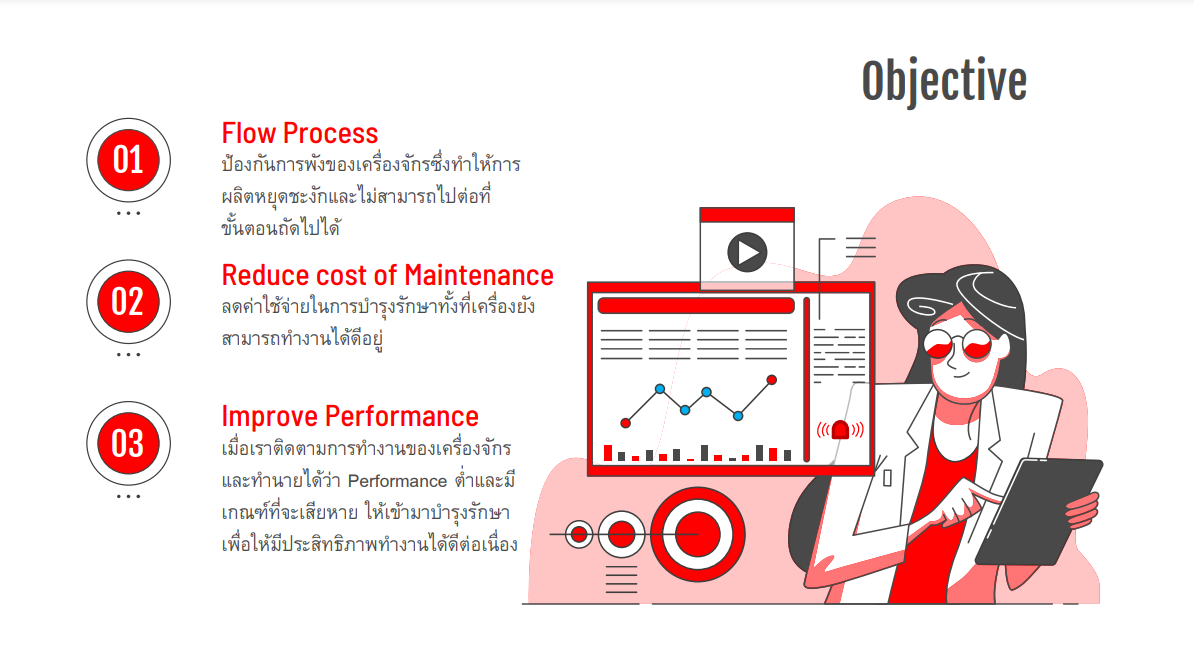 Objective
01
Flow Process
ป้องกันการพังของเครื่องจักรซึ่งทำให้การ
ผลิตหยุดชะงักและไม่สามารถไปต่อที่
ขั้นตอนถัดไปได้
02
Reduce cost of Maintenance
ลดค่าใช้จ่ายในการบำรุงรักษาทั้งที่เครื่องยัง
สามารถทำงานได้ดีอยู่
03
Improve Performance
เมื่อเราติดตามการทำงานของเครื่องจักร
และทำนายได้ว่า Performance ต่ำและมี
เกณฑ์ที่จะเสียหาย ให้เข้ามาบำรุงรักษา
เพื่อให้มีประสิทธิภาพทำงานได้ดีต่อเนื่อง